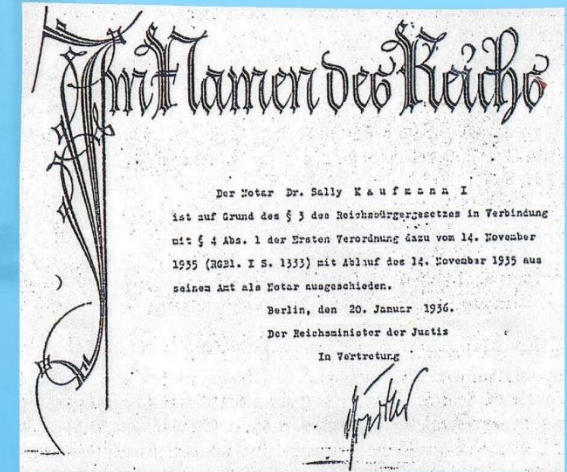 Im Namen des Reichs
Der Notar Dr. Sally Kaufmann I
ist auf Grund des § 3 des Reichsbürgergesetzes in Verbindung
mit § 4 Abs. 1 der Ersten Verordnung dazu vom 14. November
1935 (RGBl. I S. 1333) mit Ablauf des 14. November 1935 aus
seinem Amt als Notar ausgeschieden.
Berlin, den 20. Januar 1936.
Der Reichsminister der Justiz
In Vertretung